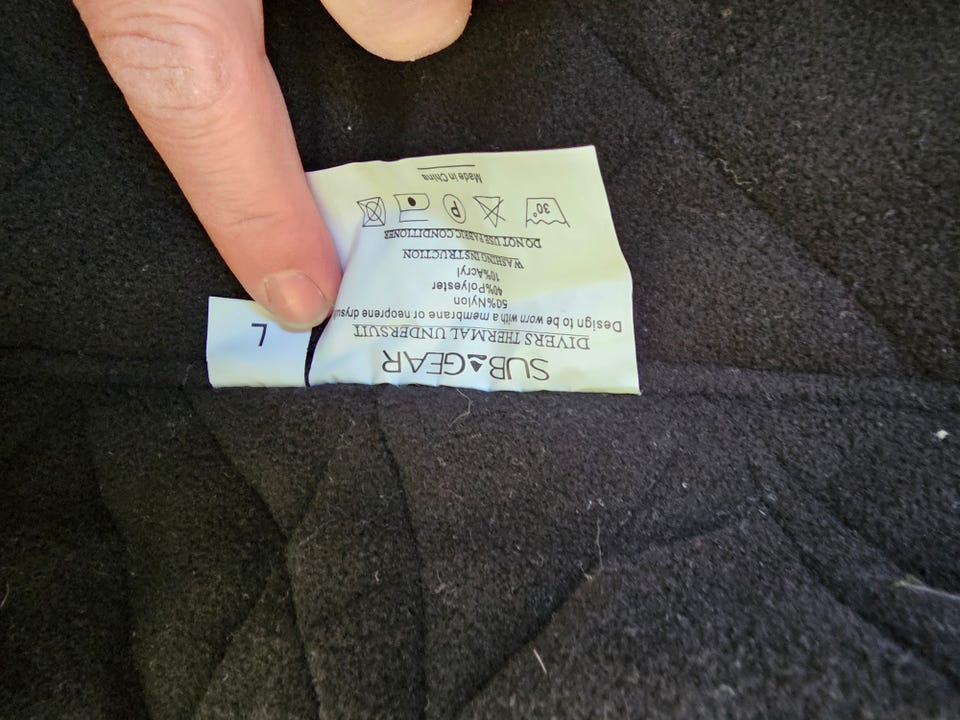 SUB GEAR
DIVERS THERMAL UNDERSUIT
Design to be worn with a membrane or neoprene drysu
50%Nylon
40%Polyester
10%Acryl
WASHING INSTRUCTION
DO NOT USE FABRIC CONDITIONER
30° P
Made in China
L